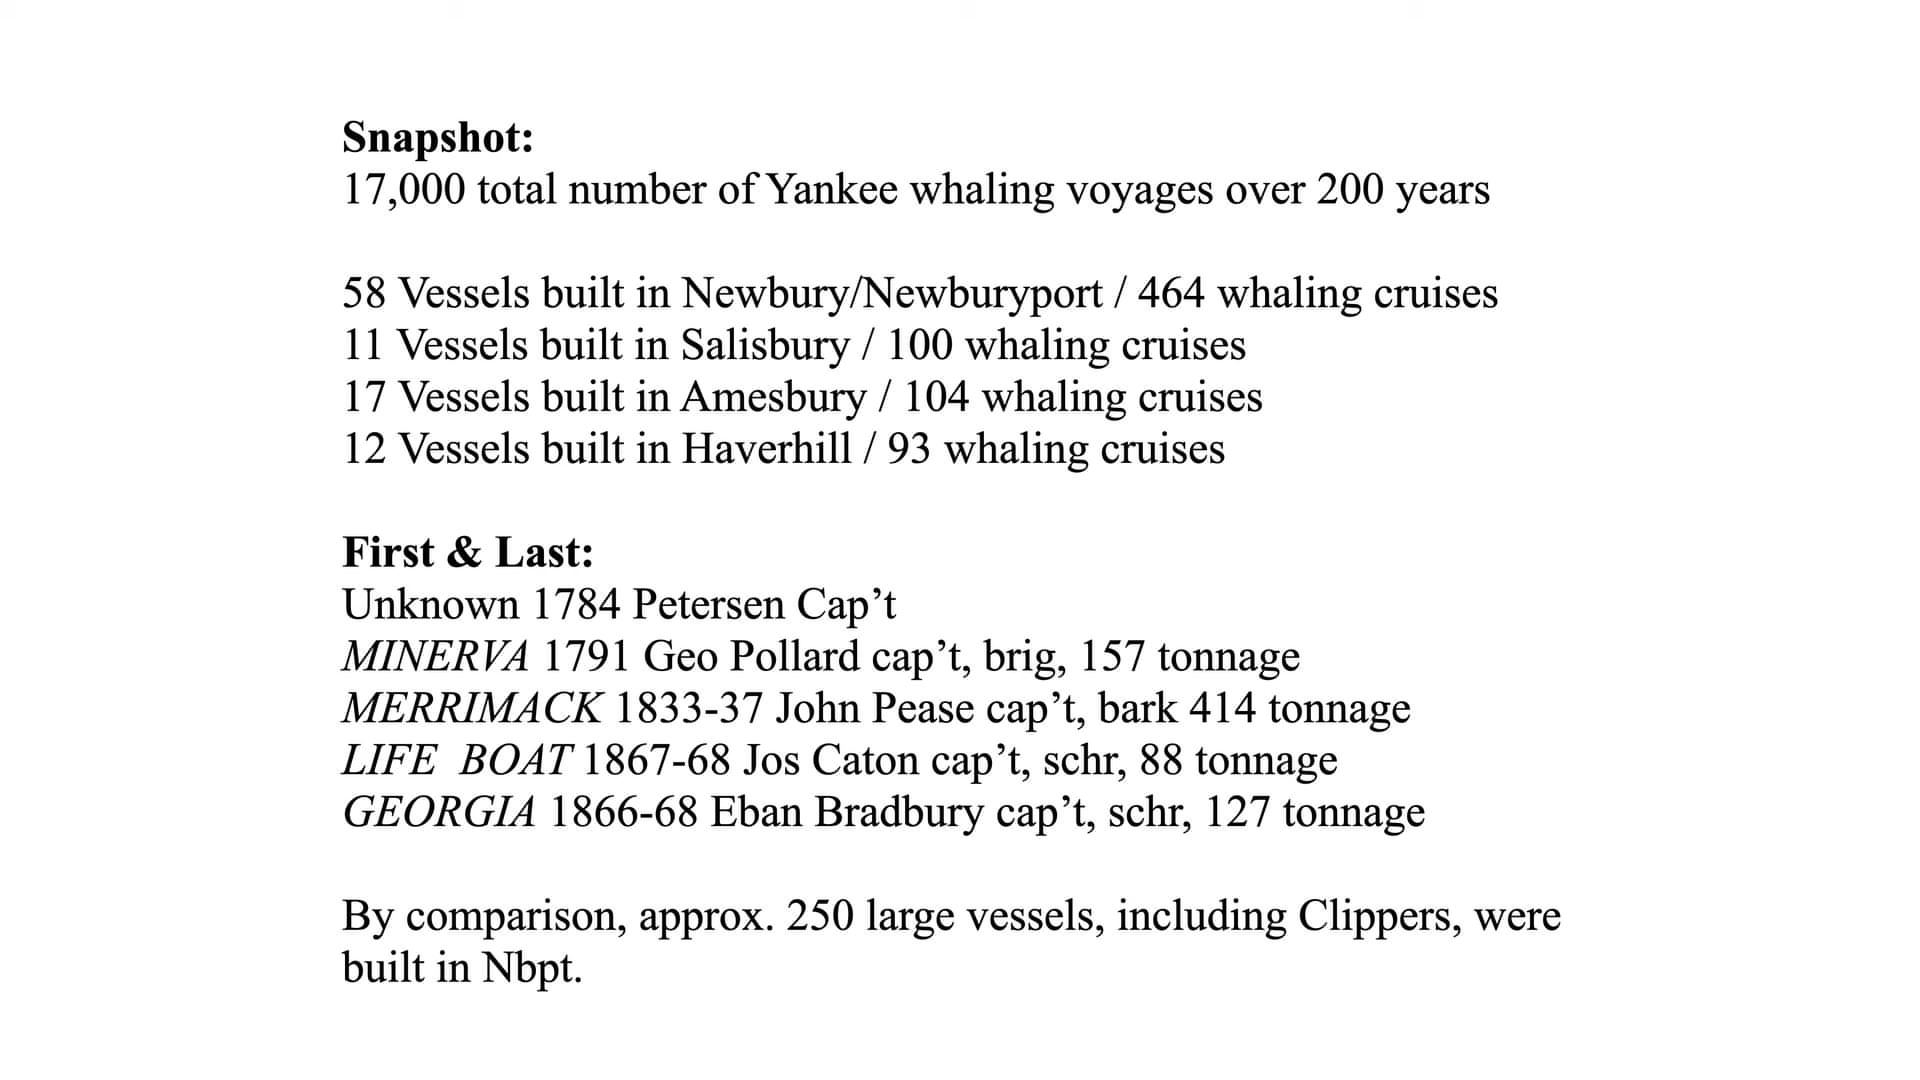 Snapshot:
17,000 total number of Yankee whaling voyages over 200 years
58 Vessels built in Newbury/Newburyport / 464 whaling cruises
11 Vessels built in Salisbury / 100 whaling cruises
17 Vessels built in Amesbury / 104 whaling cruises
12 Vessels built in Haverhill / 93 whaling cruises
First & Last:
Unknown 1784 Petersen Cap’t
MINERVA 1791 Geo Pollard cap’t, brig, 157 tonnage
MERRIMACK 1833-37 John Pease cap’t, bark 414 tonnage
LIFE BOAT 1867-68 Jos Caton cap’t, schr, 88 tonnage
GEORGIA 1866-68 Eban Bradbury cap’t, schr, 127 tonnage
By comparison, approx. 250 large vessels, including Clippers, were
built in Nbpt.